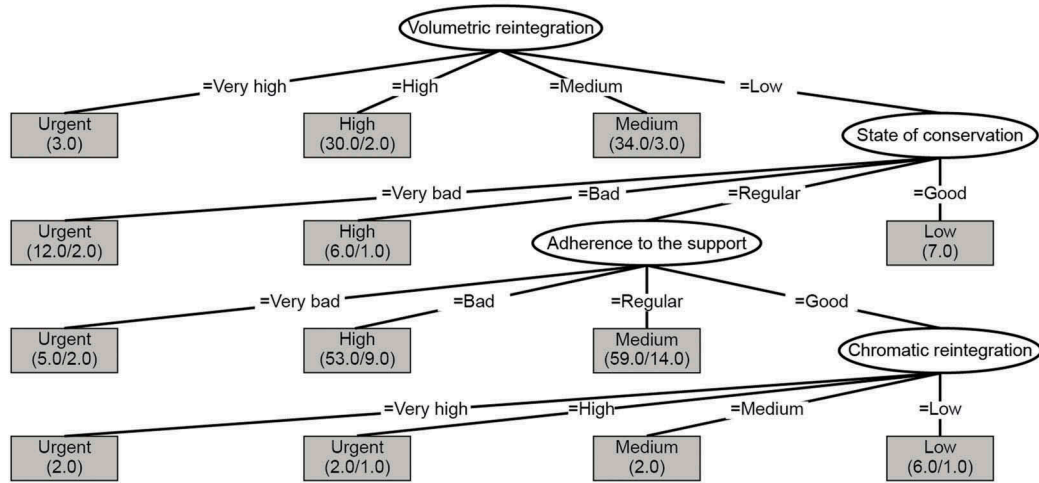 Volumetric reintegration
=Very high
=High
=Medium
=Low
Urgent
(3.0)
High
(30.0/2.0)
Medium
(34.0/3.0)
State of conservation
=Very bad
=Bad
=Regular
=Good
Urgent
(12.0/2.0)
High
(6.0/1.0)
Adherence to the support
Low
(7.0)
=Very bad
=Bad
=Regular
=Good
Urgent
(5.0/2.0)
High
(53.0/9.0)
Medium
(59.0/14.0)
Chromatic reintegration
=Very high
=High
=Medium
=Low
Urgent
(2.0)
Urgent
(2.0/1.0)
Medium
(2.0)
Low
(6.0/1.0)